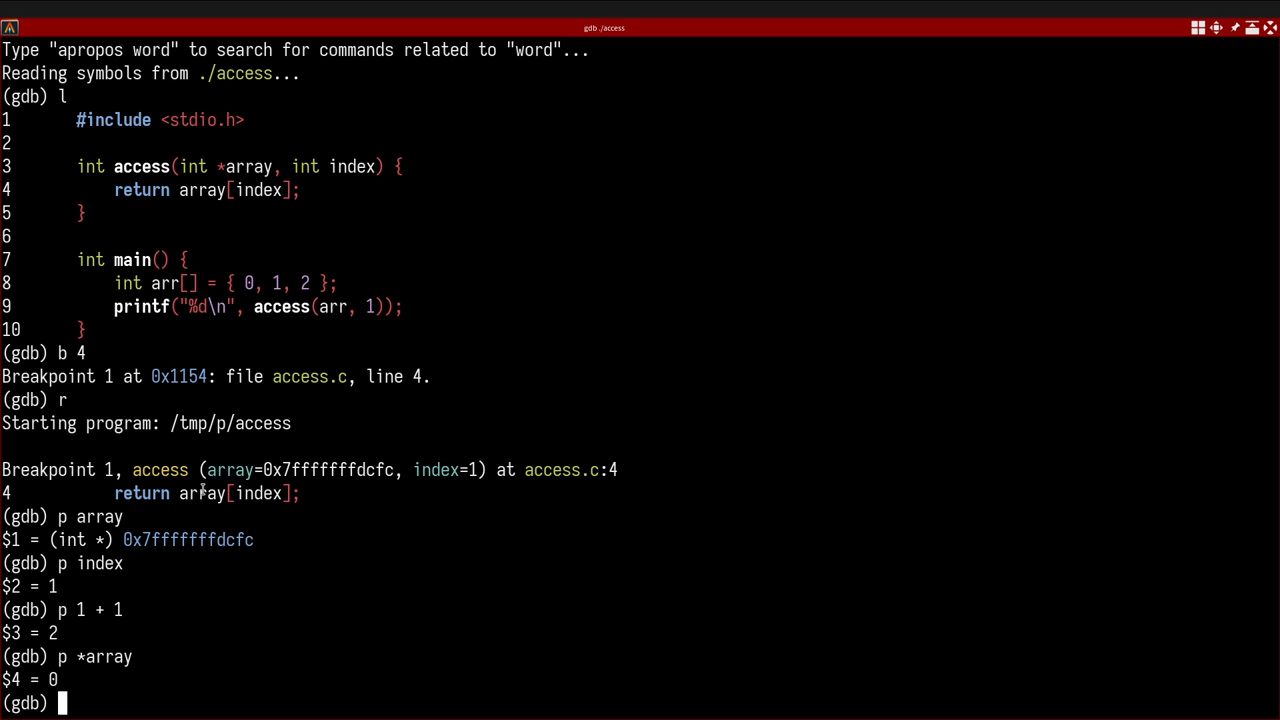 gdb ./access
Type "apropos word" to search for commands related to "word"...
Reading symbols from ./access...
(gdb) l
1       #include <stdio.h>
2
3       int access(int *array, int index) {
4           return array[index];
5       }
6
7       int main() {
8           int arr[] = { 0, 1, 2 };
9           printf("%d\n", access(arr, 1));
10      }
(gdb) b 4
Breakpoint 1 at 0x1154: file access.c, line 4.
(gdb) r
Starting program: /tmp/p/access

Breakpoint 1, access (array=0x7fffffffdcfc, index=1) at access.c:4
4           return array[index];
(gdb) p array
$1 = (int *) 0x7fffffffdcfc
(gdb) p index
$2 = 1
(gdb) p 1 + 1
$3 = 2
(gdb) p *array
$4 = 0
(gdb)